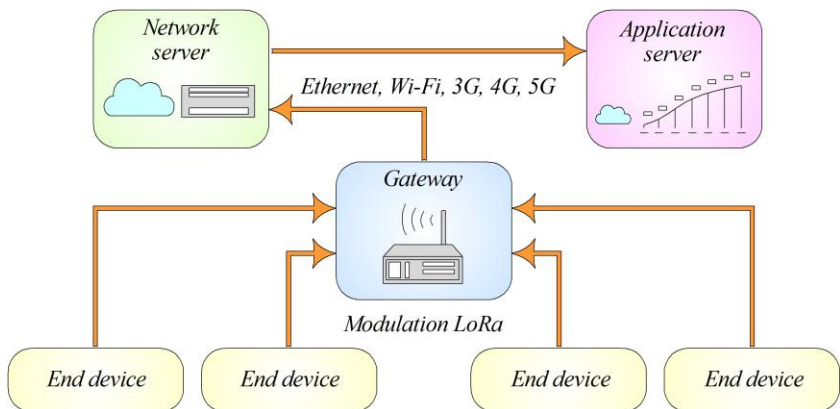 Network
server
Application
server
Ethernet, Wi-Fi, 3G, 4G, 5G
Gateway
Modulation LoRa
End device
End device
End device
End device